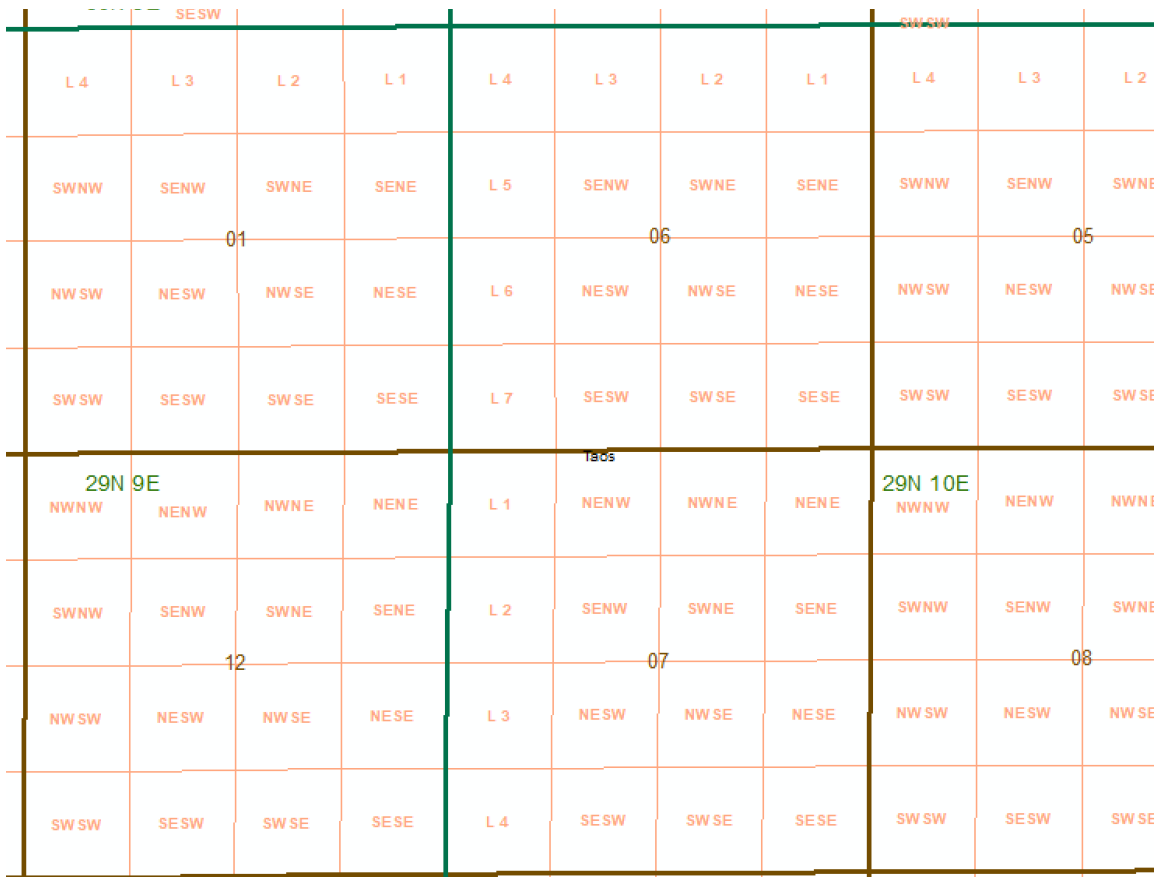 SESW
SWSW
L 4 L 3 L 2 L 1 L 4 L 3 L 2 L 1 L 4 L 3 L 2
SWNW SENW SWNE SENE L 5 SENW SWNE SENE SWNW SENW SWNE
01 06 05
NWSW NESW NWSE NESE L 6 NESW NWSE NESE NWSW NESW NWSE
SWSW SESW SWSE SESE L 7 SESW SWSE SESE SWSW SESW SWSE
Taos
29N 9E 29N 10E
NWNW NENW NWNE NENE L 1 NENW NWNE NENE NWNW NENW NWNE
SWNW SENW SWNE SENE L 2 SENW SWNE SENE SWNW SENW SWNE
12 07 08
NWSW NESW NWSE NESE L 3 NESW NWSE NESE NWSW NESW NWSE
SWSW SESW SWSE SESE L 4 SESW SWSE SESE SWSW SESW SWSE